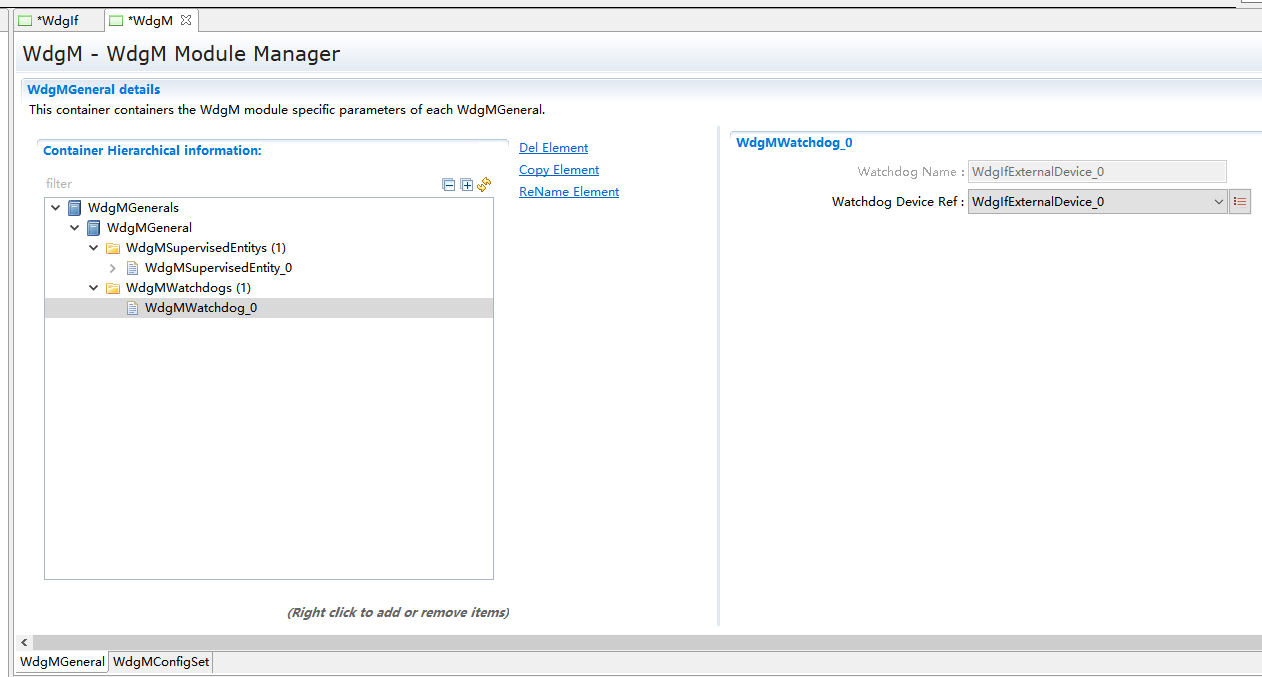 *WdgIf
*WdgM
WdgM - WdgM Module Manager
WdgMGeneral details
This container containers the WdgM module specific parameters of each WdgMGeneral.
Container Hierarchical information:
filter
WdgMGenerals
WdgMGeneral
WdgMSupervisedEntitys (1)
WdgMSupervisedEntity_0
WdgMWatchdogs (1)
WdgMWatchdog_0
(Right click to add or remove items)
Del Element
Copy Element
ReName Element
WdgMWatchdog_0
Watchdog Name : WdgIfExternalDevice_0
Watchdog Device Ref : WdgIfExternalDevice_0
WdgMGeneral WdgMConfigSet